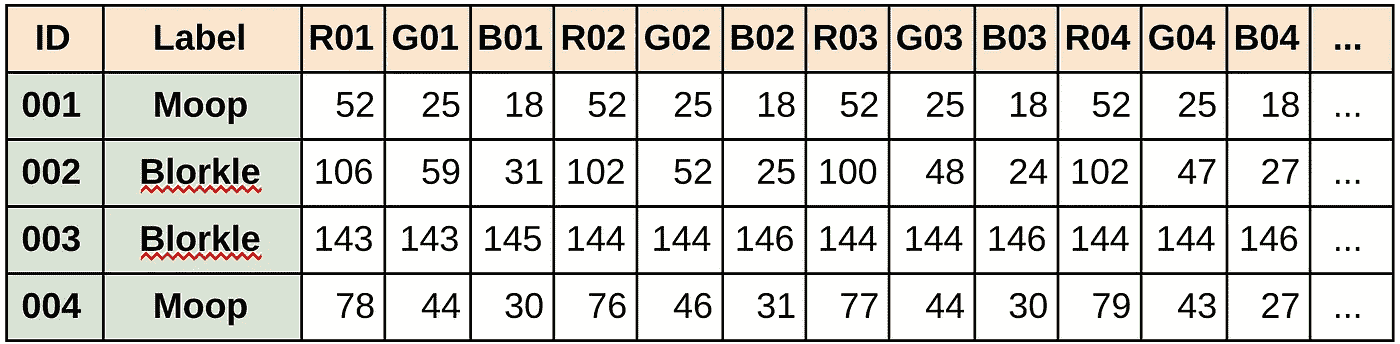 ID Label R01 G01 B01 R02 G02 B02 R03 G03 B03 R04 G04 B04 ...
001 Moop 52 25 18 52 25 18 52 25 18 52 25 18 ...
002 Blorkle 106 59 31 102 52 25 100 48 24 102 47 27 ...
003 Blorkle 143 143 145 144 144 146 144 144 146 144 144 146 ...
004 Moop 78 44 30 76 46 31 77 44 30 79 43 27 ...